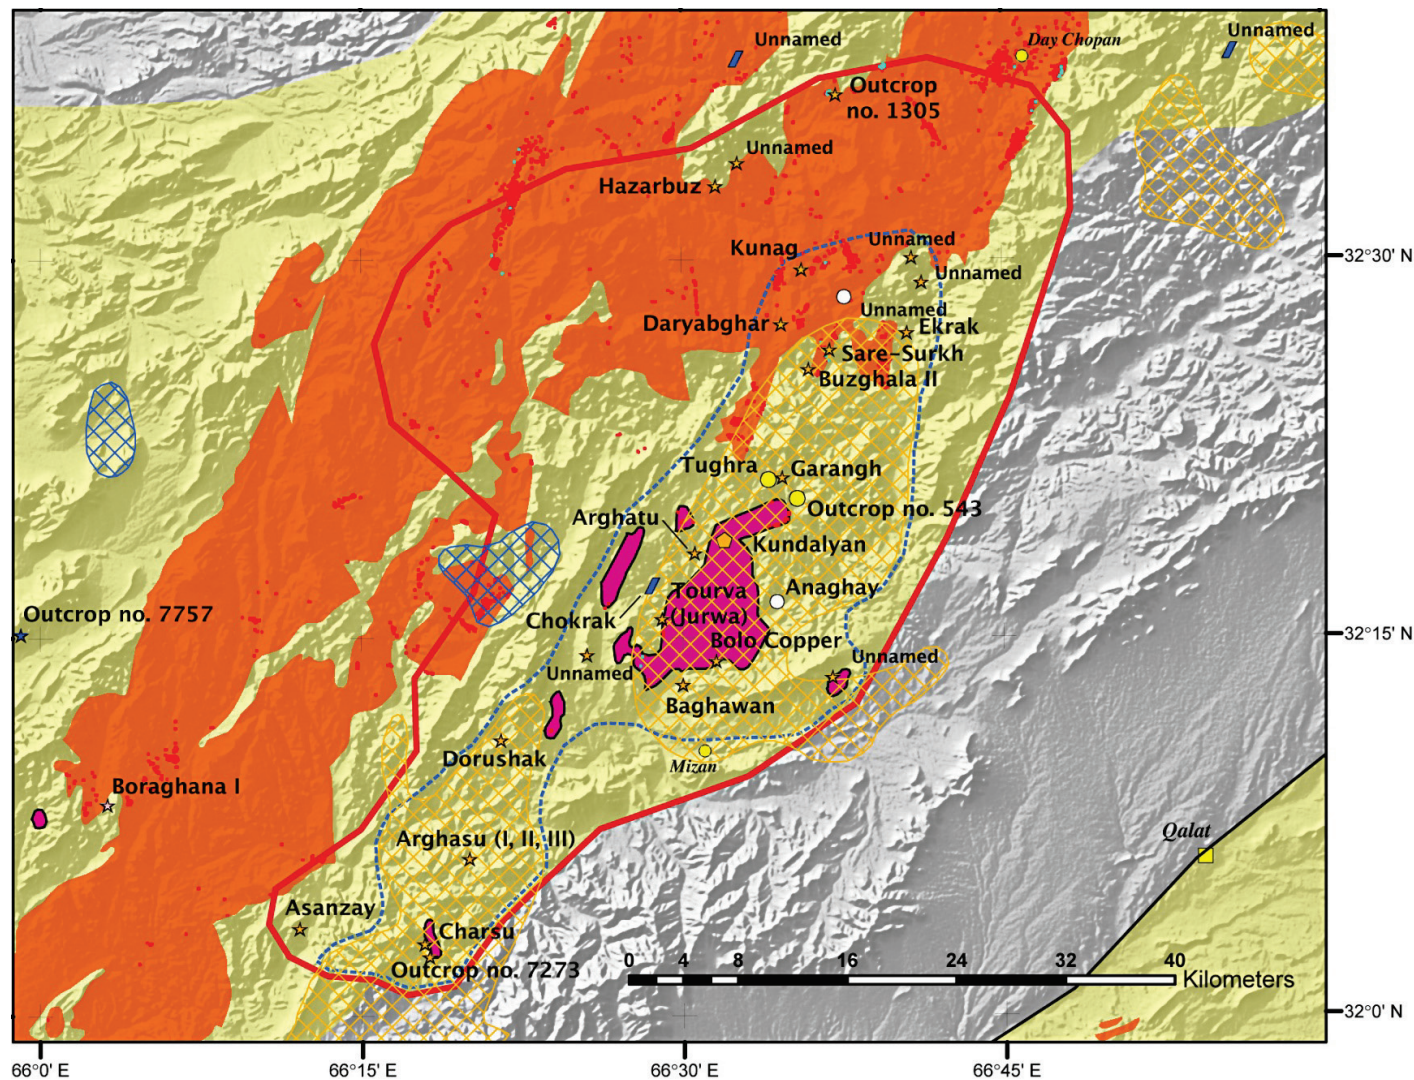 Unnamed
Day Chopan
Unnamed
Outcrop
no. 1305
Unnamed
Hazarbuz
Unnamed
Kunag
32°30' N
Unnamed
Unnamed
Daryabghar
Ekrak
Sare-Surkh
Buzghala II
Tughra
Garangh
Outcrop no. 543
Arghatu
Kundalyan
Anaghay
Tourva
(Jurwa)
Outcrop no. 7757
Chokrak
32°15' N
Bolo Copper
Unnamed
Unnamed
Baghawan
Dorushak
Mizan
Boraghana I
Qalat
Arghasu (I, II, III)
Asanzay
Charsu
Outcrop no. 7273
0 4 8 16 24 32 40
Kilometers
32°0' N
66°0' E
66°15' E
66°30' E
66°45' E